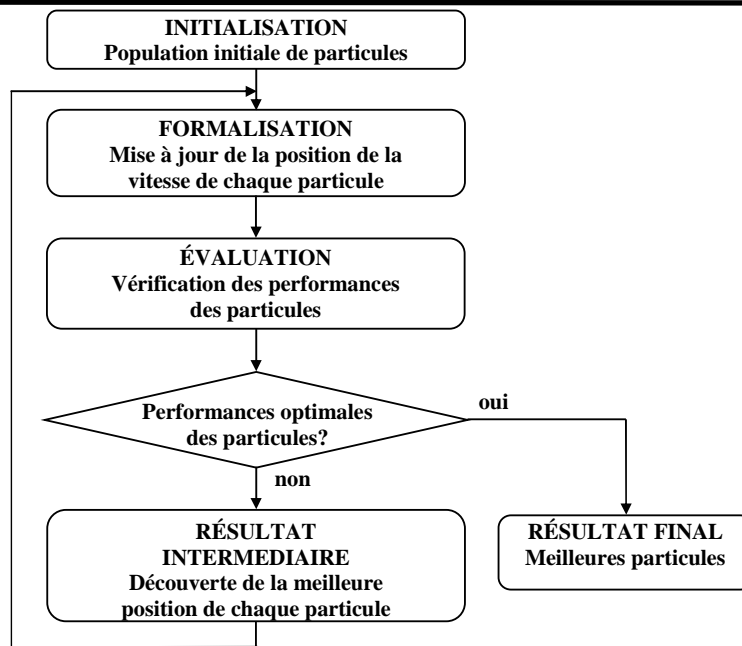 INITIALISATION
Population initiale de particules
FORMALISATION
Mise à jour de la position de la
vitesse de chaque particule
ÉVALUATION
Vérification des performances
des particules
Performances optimales
des particules?
oui
non
RÉSULTAT
INTERMEDIAIRE
Découverte de la meilleure
position de chaque particule
RÉSULTAT FINAL
Meilleures particules